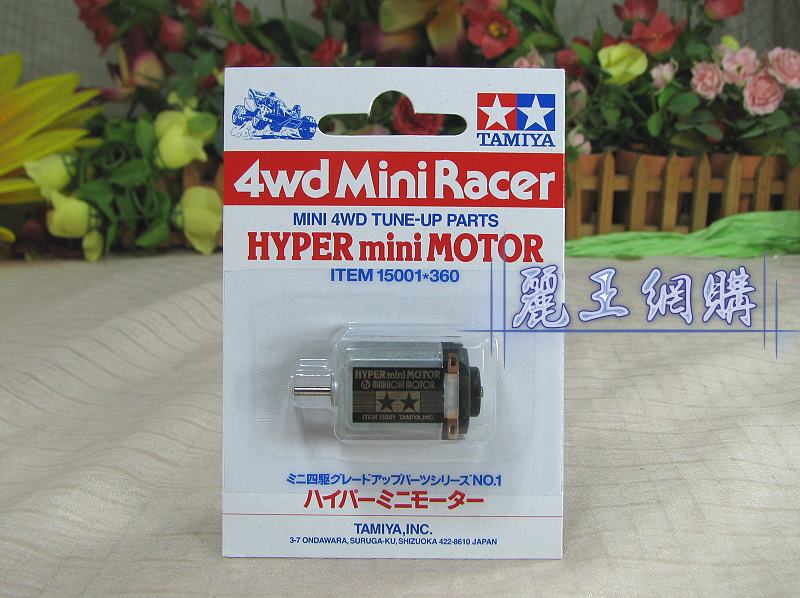 TAMIYA
4wd Mini Racer
MINI 4WD TUNE-UP PARTS
HYPER mini MOTOR
ITEM 15001*360
麗王網購
HYPER mini MOTOR
MABUCHI MOTOR
ITEM 15001 TAMIYA, INC.
ミニ四駆グレードアップパーツシリーズNO.1
ハイパーミニモーター
TAMIYA,INC.
3-7 ONDAWARA, SURUGA-KU, SHIZUOKA 422-8610 JAPAN